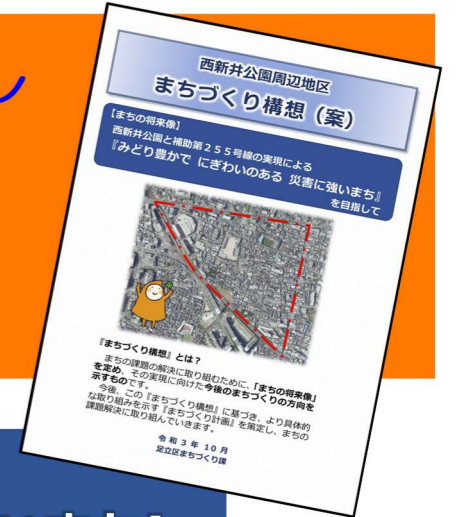 西新井公園周辺地区
まちづくり構想（案）
【まちの将来像】
西新井公園と補助第２５５号線の実現による
『みどり豊かで にぎわいのある 災害に強いまち』
を目指して
『まちづくり構想』とは？
まちの課題の解決に取り組むために、「まちの将来像」
を定め、その実現に向けた今後のまちづくりの方向を
示すものです。
今後、この『まちづくり構想』に基づき、より具体的
な取り組みを示す『まちづくり計画』を策定し、まちの
課題解決に取り組んでいきます。
令和３年１０月
足立区まちづくり課